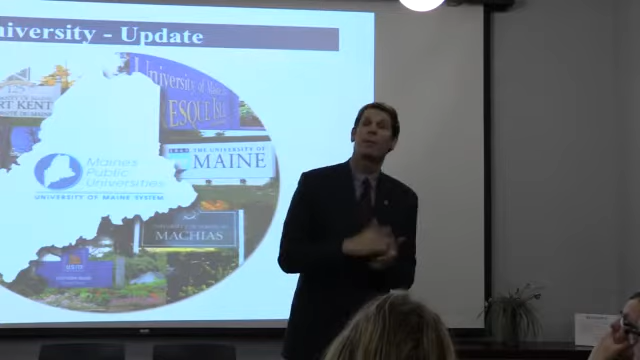 iversity - Update
University of Maine
ESQUE ISLE
125
RT KENT
THE UNIVERSITY OF
MAINE
Maine's
Public
Universities
UNIVERSITY OF MAINE SYSTEM
MACHIAS